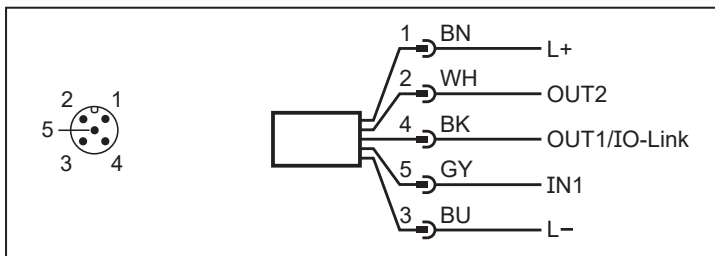 2 1
5
3 4
1 BN L+
2 WH OUT2
4 BK OUT1/IO-Link
5 GY IN1
3 BU L−